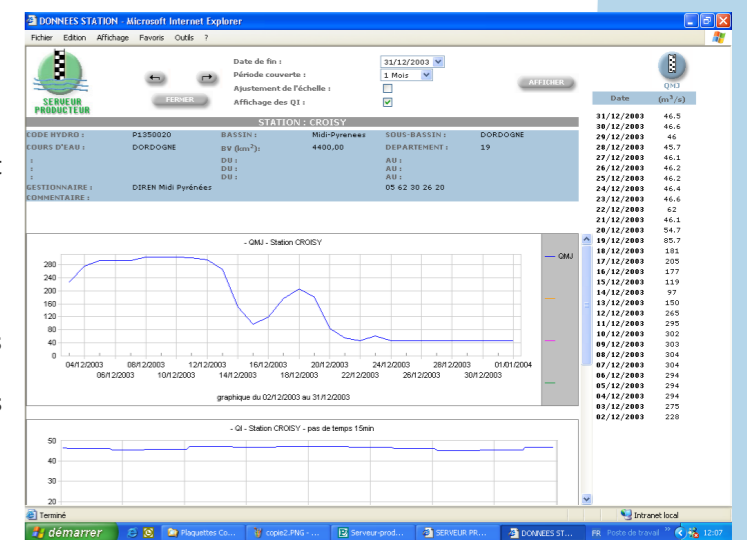 DONNEES STATION - Microsoft Internet Explorer
Fichier Edition Affichage Favoris Outils ?
SERVEUR
PRODUCTEUR
FERMER
Date de fin : 31/12/2003
Période couverte : 1 Mois
Ajustement de l'échelle :
Affichage des QI :
AFFICHER
QMJ
STATION : CROISY
CODE HYDRO : P1350020 BASSIN : Midi-Pyrenees SOUS-BASSIN : DORDOGNE
COURS D'EAU : DORDOGNE BV (km²): 4400,00 DEPARTEMENT : 19
: DU : AU :
: DU : AU :
: DU : AU :
GESTIONNAIRE : DIREN Midi Pyrénées 05 62 30 26 20
COMMENTAIRE :
Date (m³/s)
31/12/2003 46.5
30/12/2003 46.6
29/12/2003 46
28/12/2003 45.7
27/12/2003 46.1
26/12/2003 46.2
25/12/2003 46.2
24/12/2003 46.4
23/12/2003 46.6
22/12/2003 62
21/12/2003 46.1
20/12/2003 54.7
19/12/2003 85.7
18/12/2003 181
17/12/2003 205
16/12/2003 177
15/12/2003 119
14/12/2003 97
13/12/2003 150
12/12/2003 265
11/12/2003 295
10/12/2003 302
09/12/2003 303
08/12/2003 304
07/12/2003 304
06/12/2003 294
05/12/2003 294
04/12/2003 294
03/12/2003 275
02/12/2003 228
- QMJ - Station CROISY
QMJ
280
240
200
160
120
80
40
0
04/12/2003 08/12/2003 12/12/2003 16/12/2003 20/12/2003 24/12/2003 28/12/2003 01/01/2004
06/12/2003 10/12/2003 14/12/2003 18/12/2003 22/12/2003 26/12/2003 30/12/2003
graphique du 02/12/2003 au 31/12/2003
- QI - Station CROISY - pas de temps 15min
50
40
30
20
Terminé
Intranet local
démarrer
Plaquettes Co...
copie2.PNG - ...
Serveur-prod...
SERVEUR PR...
DONNEES ST...
FR
Poste de travail
12:07